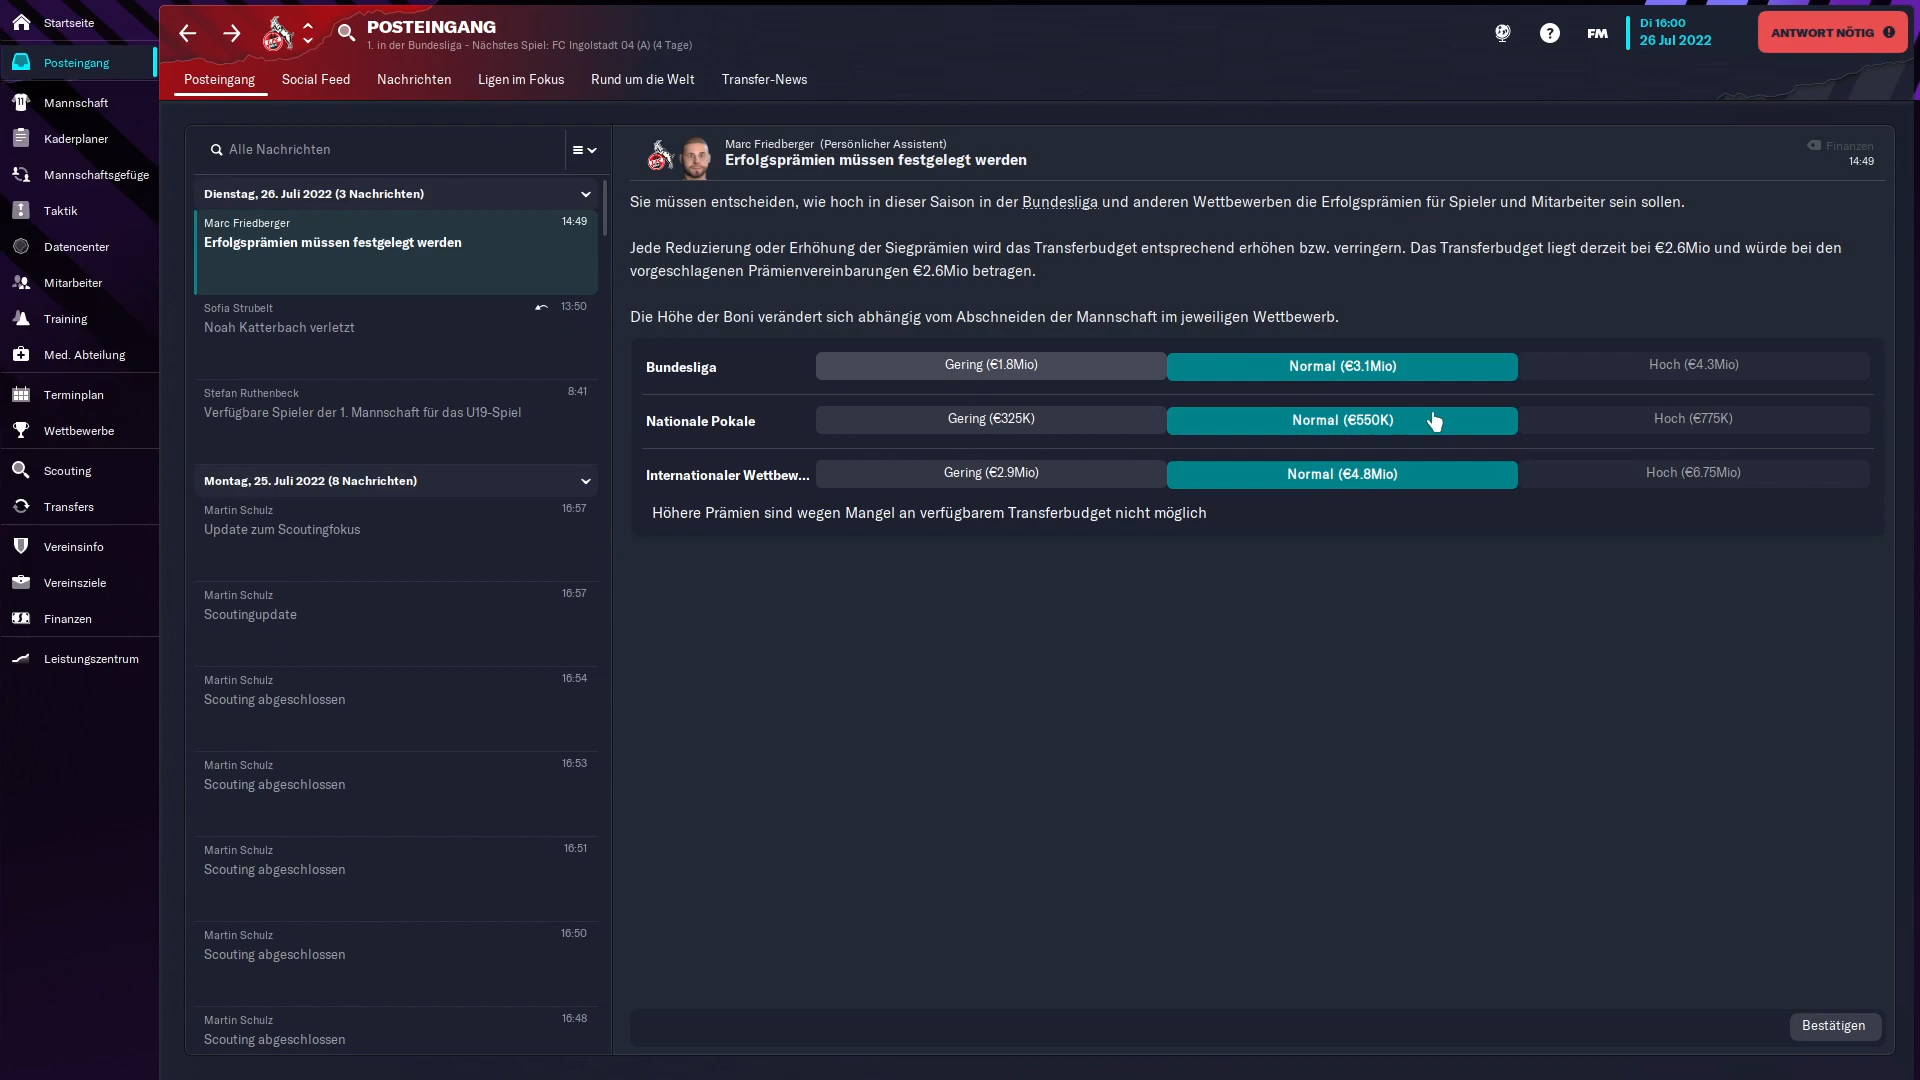 Startseite
Posteingang
Mannschaft
Kaderplaner
Mannschaftsgefüge
Taktik
Datencenter
Mitarbeiter
Training
Med. Abteilung
Terminplan
Wettbewerbe
Scouting
Transfers
Vereinsinfo
Vereinsziele
Finanzen
Leistungszentrum
POSTEINGANG
1. in der Bundesliga - Nächstes Spiel: FC Ingolstadt 04 (A) (4 Tage)
FM
Di 16:00
26 Jul 2022
ANTWORT NÖTIG
Posteingang Social Feed Nachrichten Ligen im Fokus Rund um die Welt Transfer-News
Alle Nachrichten
Dienstag, 26. Juli 2022 (3 Nachrichten)
Marc Friedberger 14:49
Erfolgsprämien müssen festgelegt werden
Sofia Strubelt 13:50
Noah Katterbach verletzt
Stefan Ruthenbeck 8:41
Verfügbare Spieler der 1. Mannschaft für das U19-Spiel
Montag, 25. Juli 2022 (8 Nachrichten)
Martin Schulz 16:57
Update zum Scoutingfokus
Martin Schulz 16:57
Scoutingupdate
Martin Schulz 16:54
Scouting abgeschlossen
Martin Schulz 16:53
Scouting abgeschlossen
Martin Schulz 16:51
Scouting abgeschlossen
Martin Schulz 16:50
Scouting abgeschlossen
Martin Schulz 16:48
Scouting abgeschlossen
Marc Friedberger (Persönlicher Assistent)
Erfolgsprämien müssen festgelegt werden
Finanzen
14:49
Sie müssen entscheiden, wie hoch in dieser Saison in der Bundesliga und anderen Wettbewerben die Erfolgsprämien für Spieler und Mitarbeiter sein sollen.
Jede Reduzierung oder Erhöhung der Siegprämien wird das Transferbudget entsprechend erhöhen bzw. verringern. Das Transferbudget liegt derzeit bei €2.6Mio und würde bei den
vorgeschlagenen Prämienvereinbarungen €2.6Mio betragen.
Die Höhe der Boni verändert sich abhängig vom Abschneiden der Mannschaft im jeweiligen Wettbewerb.
Bundesliga Gering (€1.8Mio) Normal (€3.1Mio) Hoch (€4.3Mio)
Nationale Pokale Gering (€325K) Normal (€550K) Hoch (€775K)
Internationaler Wettbew... Gering (€2.9Mio) Normal (€4.8Mio) Hoch (€6.75Mio)
Höhere Prämien sind wegen Mangel an verfügbarem Transferbudget nicht möglich
Bestätigen